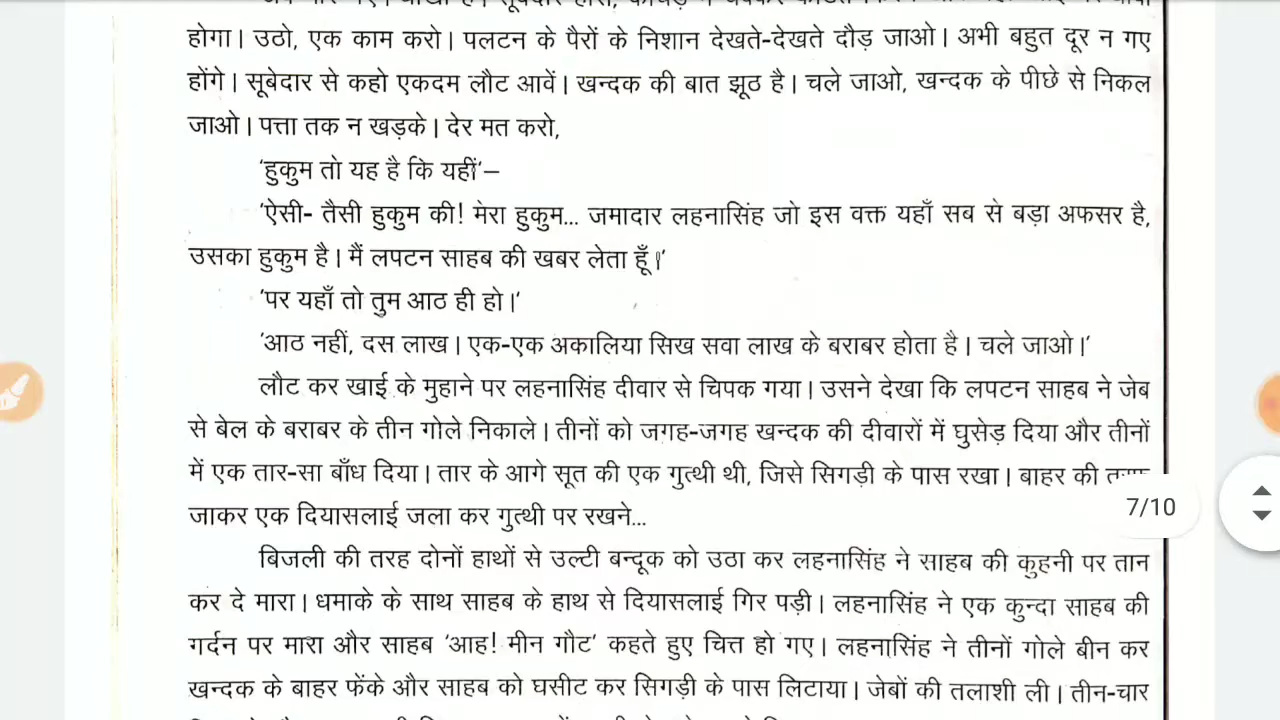 होगा। उठो, एक काम करो। पलटन के पैरों के निशान देखते-देखते दौड़ जाओ। अभी बहुत दूर न गए
होंगे। सूबेदार से कहो एकदम लौट आवें। खन्दक की बात झूठ है। चले जाओ, खन्दक के पीछे से निकल
जाओ। पत्ता तक न खड़के। देर मत करो,
‘हुकुम तो यह है कि यहीं’–
‘ऐसी- तैसी हुकुम की! मेरा हुकुम... जमादार लहनासिंह जो इस वक्त यहाँ सब से बड़ा अफसर है,
उसका हुकुम है। मैं लपटन साहब की खबर लेता हूँ।’
‘पर यहाँ तो तुम आठ ही हो।’
‘आठ नहीं, दस लाख। एक-एक अकालिया सिख सवा लाख के बराबर होता है। चले जाओ।’
लौट कर खाई के मुहाने पर लहनासिंह दीवार से चिपक गया। उसने देखा कि लपटन साहब ने जेब
से बेल के बराबर के तीन गोले निकाले। तीनों को जगह-जगह खन्दक की दीवारों में घुसेड़ दिया और तीनों
में एक तार-सा बाँध दिया। तार के आगे सूत की एक गुत्थी थी, जिसे सिगड़ी के पास रखा। बाहर की
7/10
जाकर एक दियासलाई जला कर गुत्थी पर रखने...
बिजली की तरह दोनों हाथों से उल्टी बन्दूक को उठा कर लहनासिंह ने साहब की कुहनी पर तान
कर दे मारा। धमाके के साथ साहब के हाथ से दियासलाई गिर पड़ी। लहनासिंह ने एक कुन्दा साहब की
गर्दन पर मारा और साहब ‘आह! मीन गौट’ कहते हुए चित्त हो गए। लहनासिंह ने तीनों गोले बीन कर
खन्दक के बाहर फेंके और साहब को घसीट कर सिगड़ी के पास लिटाया। जेबों की तलाशी ली। तीन-चार